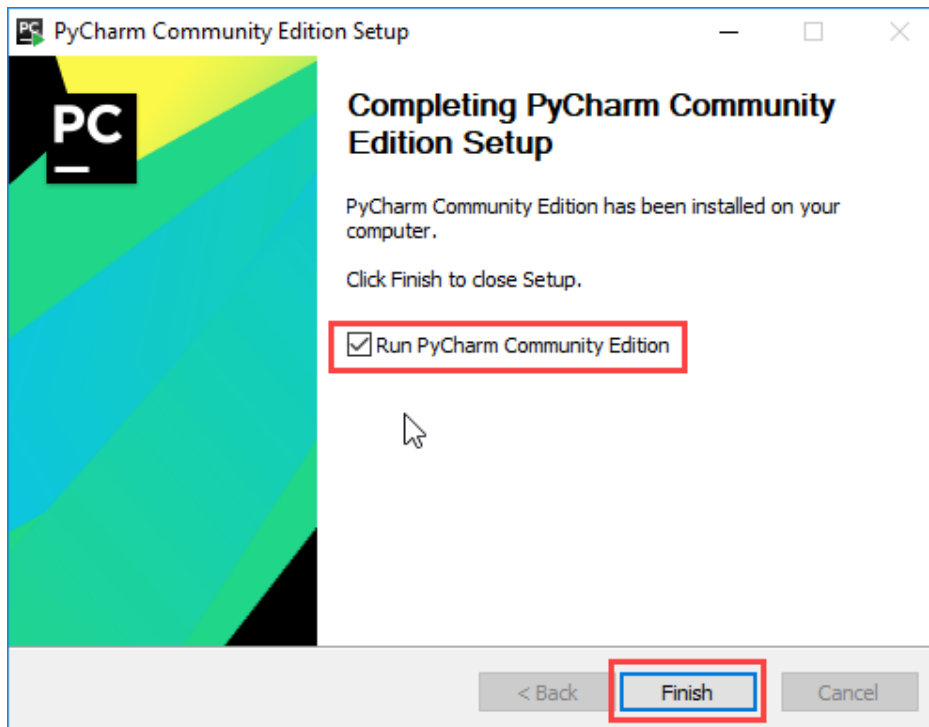 PyCharm Community Edition Setup
PC
Completing PyCharm Community
Edition Setup
PyCharm Community Edition has been installed on your
computer.
Click Finish to close Setup.
Run PyCharm Community Edition
< Back
Finish
Cancel